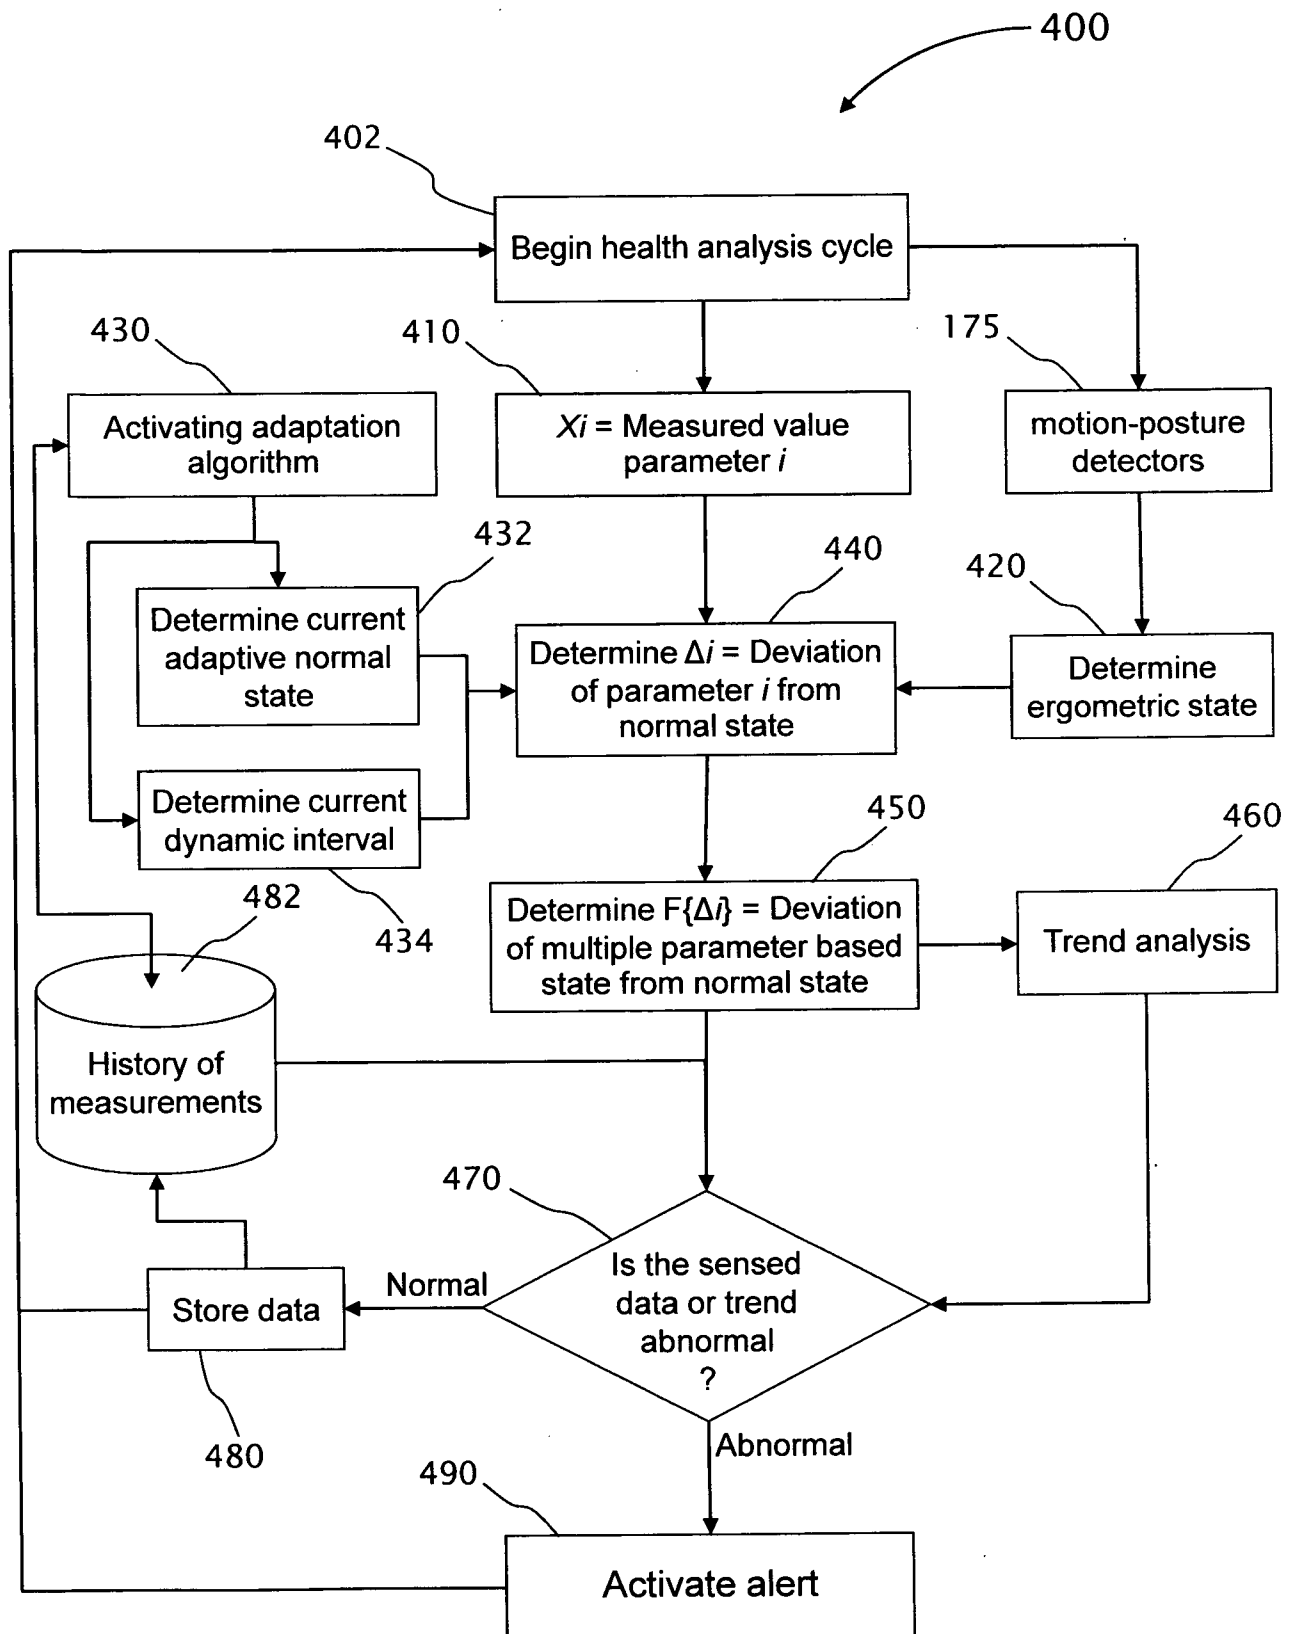 400
402
Begin health analysis cycle
430
410
175
Activating adaptation
algorithm
Xi = Measured value
parameter i
motion-posture
detectors
432
440
420
Determine current
adaptive normal
state
Determine Δi = Deviation
of parameter i from
normal state
Determine
ergometric state
Determine current
dynamic interval
434
450
460
482
Determine F{Δi} = Deviation
of multiple parameter based
state from normal state
Trend analysis
History of
measurements
470
Is the sensed
data or trend
abnormal
?
Normal
Store data
480
Abnormal
490
Activate alert